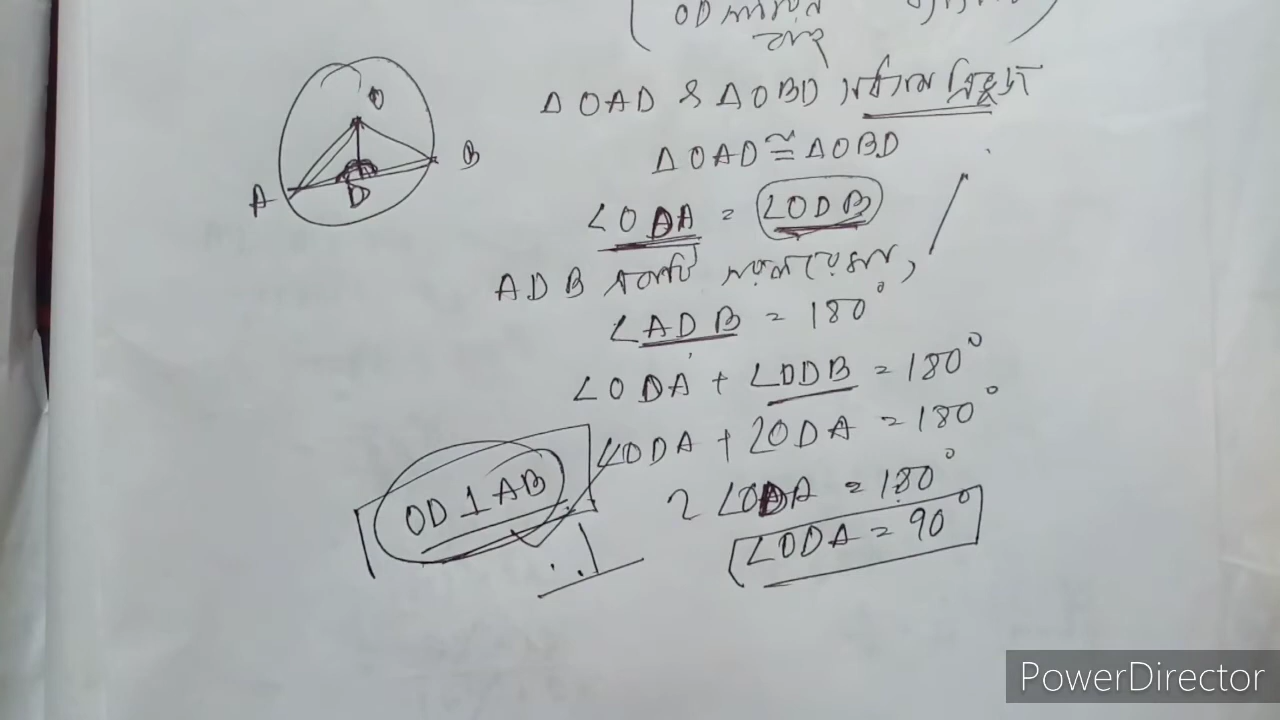 OD
Δ OAD ও Δ OBD সর্বসম ত্রিভুজ
Δ OAD ≅ Δ OBD
∠ODA = ∠ODB
ADB একটি সরলরেখা,
∠ADB = 180°
∠ODA + ∠ODB = 180°
∠ODA + ∠ODA = 180°
2 ∠ODA = 180°
∠ODA = 90°
OD ⊥ AB
O
A
B
D
PowerDirector